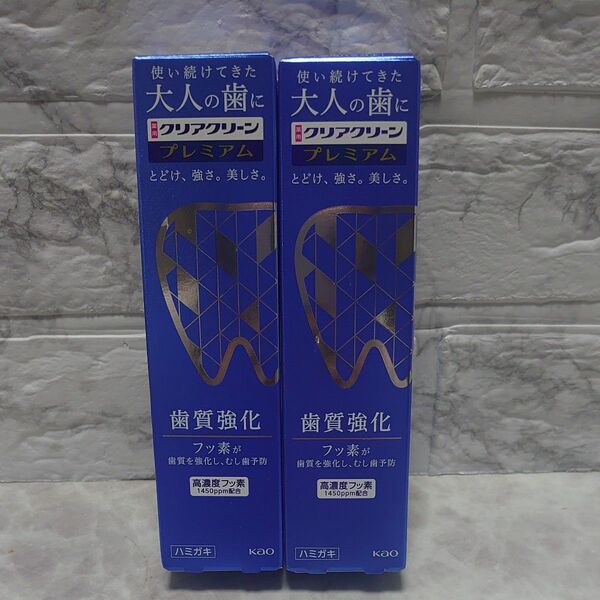 使い続けてきた
大人の歯に
薬用 クリアクリーン
プレミアム
とどけ、強さ。美しさ。
歯質強化
フッ素が
歯質を強化し、むし歯予防
高濃度フッ素
1450ppm配合
ハミガキ Kao
使い続けてきた
大人の歯に
薬用 クリアクリーン
プレミアム
とどけ、強さ。美しさ。
歯質強化
フッ素が
歯質を強化し、むし歯予防
高濃度フッ素
1450ppm配合
ハミガキ Kao